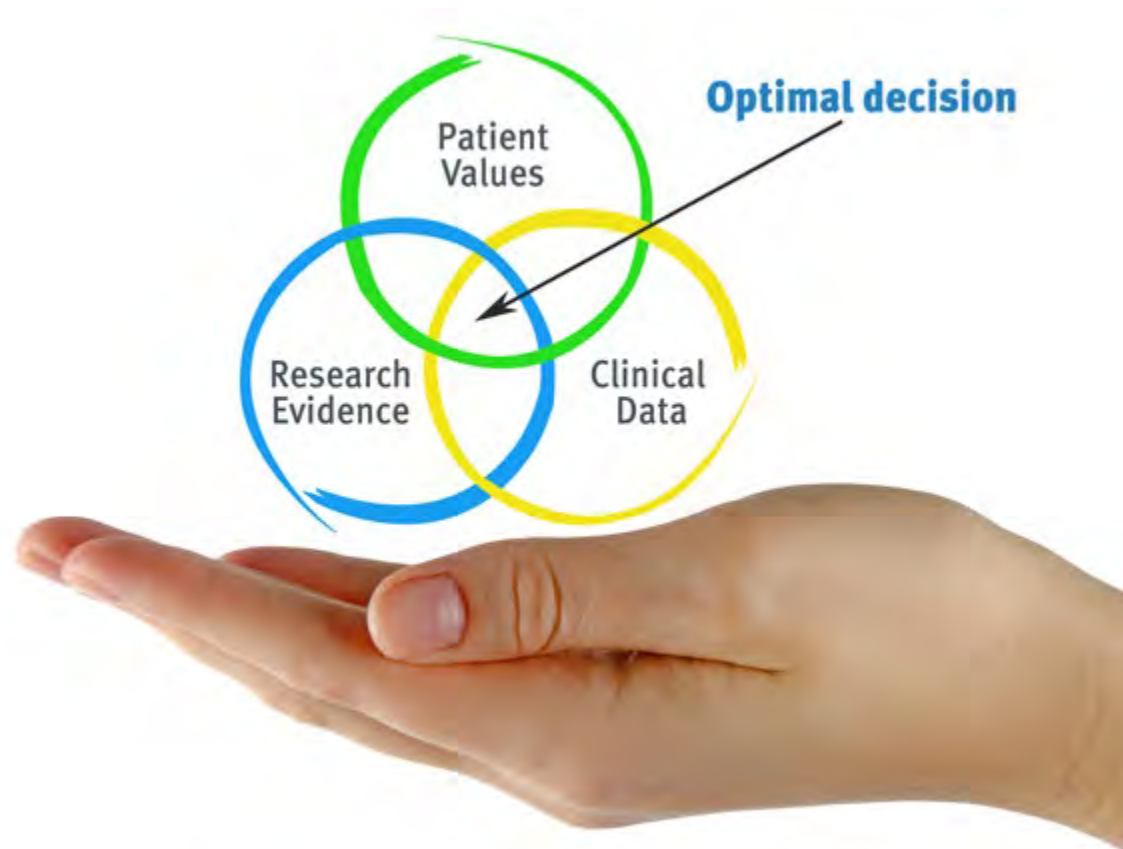 Optimal decision
Patient
Values
Research
Evidence
Clinical
Data